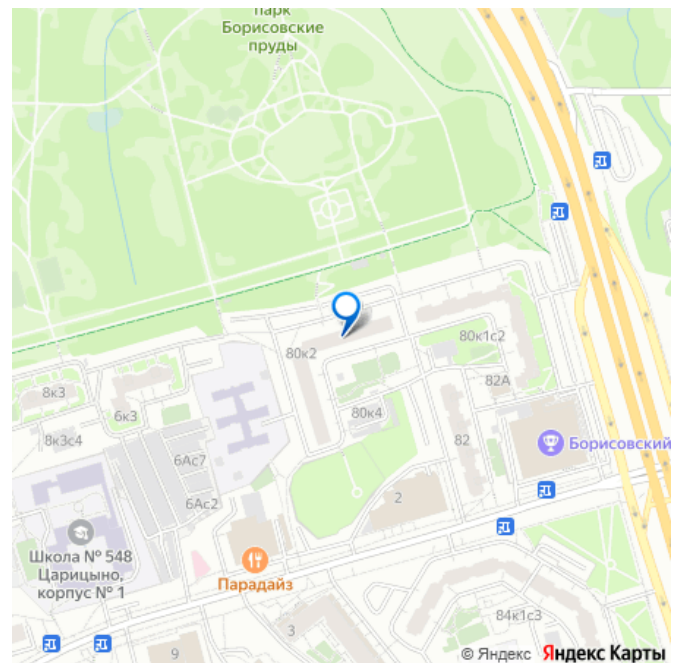 парк
Борисовские
пруды
80к2
80к1с2
8к3
82А
6к3
80к4
8к3с4
82
Борисовский
6Ас7
2
6Ас2
Школа № 548
Царицыно,
корпус № 1
Парадайз
84к1с3
3
9
© Яндекс Яндекс Карты